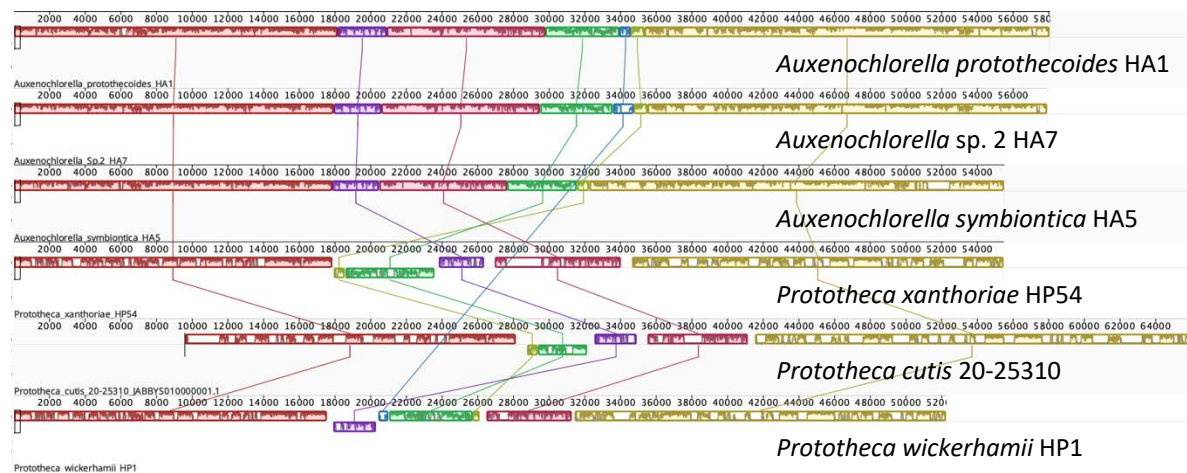 2000 4000 6000 8000 10000 12000 14000 16000 18000 20000 22000 24000 26000 28000 30000 32000 34000 36000 38000 40000 42000 44000 46000 48000 50000 52000 54000 56000 580
Auxenochlorella protothecoides HA1
Auxenochlorella_protothecoides_HA1
2000 4000 6000 8000 10000 12000 14000 16000 18000 20000 22000 24000 26000 28000 30000 32000 34000 36000 38000 40000 42000 44000 46000 48000 50000 52000 54000 56000
Auxenochlorella sp. 2 HA7
Auxenochlorella_Sp.2_HA7
2000 4000 6000 8000 10000 12000 14000 16000 18000 20000 22000 24000 26000 28000 30000 32000 34000 36000 38000 40000 42000 44000 46000 48000 50000 52000 54000
Auxenochlorella symbiontica HA5
Auxenochlorella_symbiontica_HA5
2000 4000 6000 8000 10000 12000 14000 16000 18000 20000 22000 24000 26000 28000 30000 32000 34000 36000 38000 40000 42000 44000 46000 48000 50000 52000 54000
Prototheca xanthoriae HP54
Prototheca_xanthoriae_HP54
2000 4000 6000 8000 10000 12000 14000 16000 18000 20000 22000 24000 26000 28000 30000 32000 34000 36000 38000 40000 42000 44000 46000 48000 50000 52000 54000 56000 58000 60000 62000 64000
Prototheca cutis 20-25310
Prototheca_cutis_20-25310_JABBYS010000001.1
2000 4000 6000 8000 10000 12000 14000 16000 18000 20000 22000 24000 26000 28000 30000 32000 34000 36000 38000 40000 42000 44000 46000 48000 50000 520
Prototheca wickerhamii HP1
Prototheca_wickerhamii_HP1